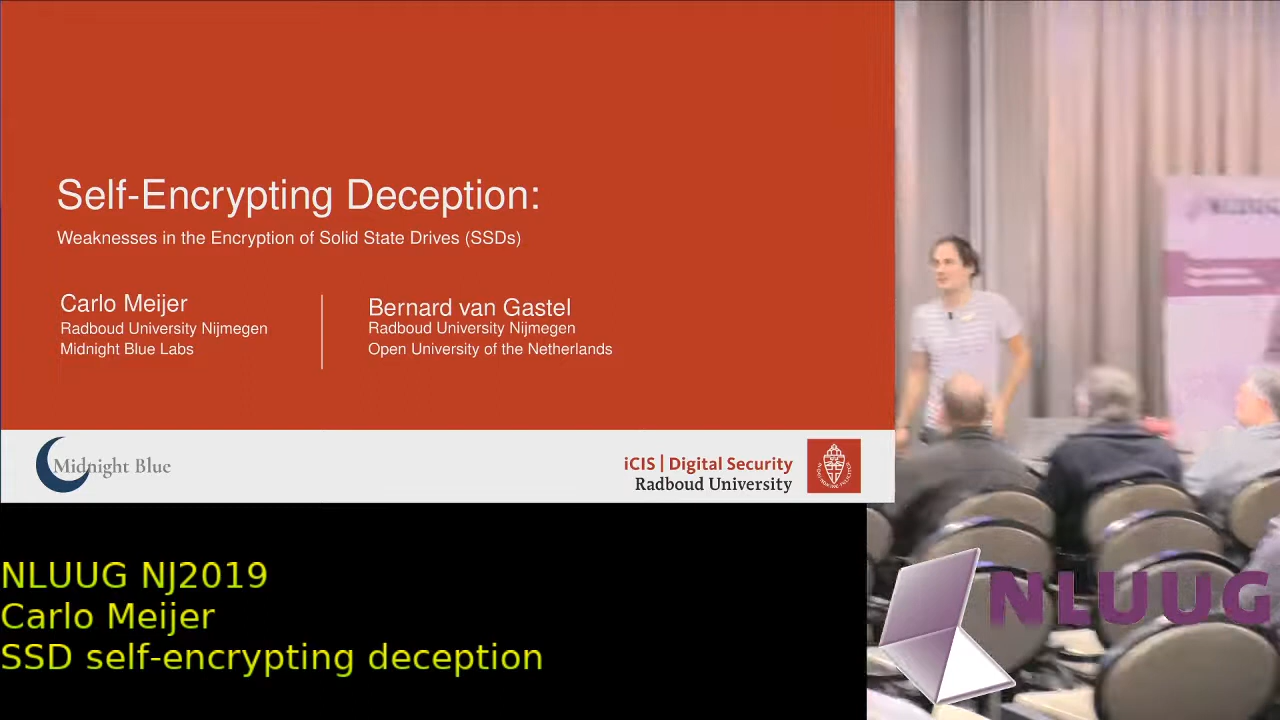 Self-Encrypting Deception:
Weaknesses in the Encryption of Solid State Drives (SSDs)
Carlo Meijer
Radboud University Nijmegen
Midnight Blue Labs
Bernard van Gastel
Radboud University Nijmegen
Open University of the Netherlands
Midnight Blue
iCIS | Digital Security
Radboud University
NLUUG NJ2019
Carlo Meijer
SSD self-encrypting deception
NLUUG